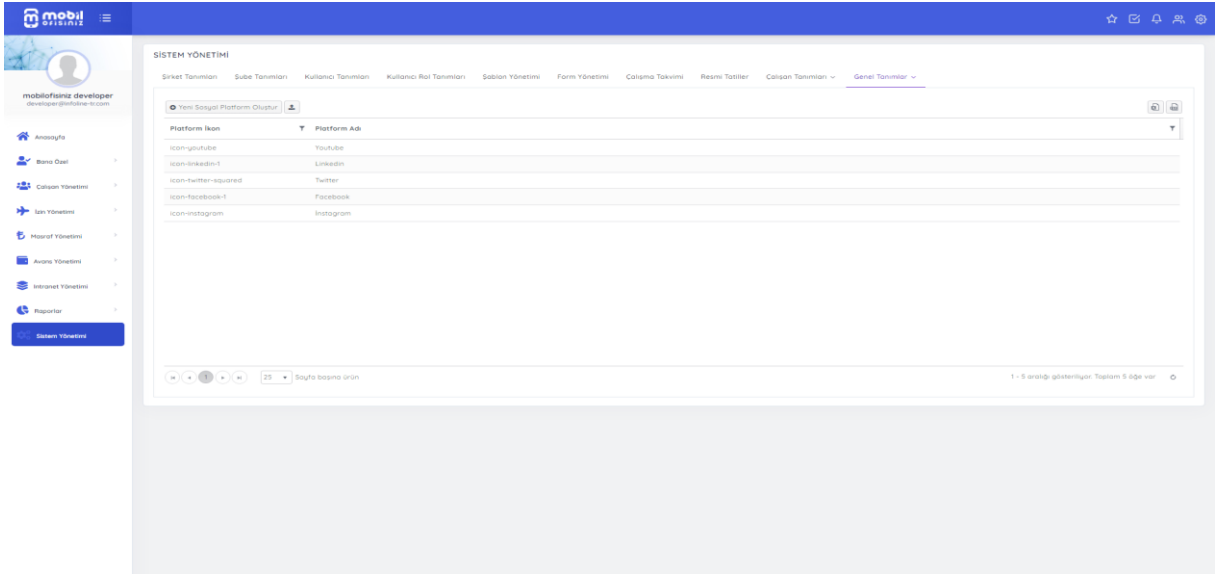 mobil
ofisiniz
mobilofisiniz developer
developer@infoline-tr.com
Anasayfa
Bana Özel
Çalışan Yönetimi
İzin Yönetimi
Masraf Yönetimi
Avans Yönetimi
Intranet Yönetimi
Raporlar
Sistem Yönetimi
SİSTEM YÖNETİMİ
Şirket Tanımları Şube Tanımları Kullanıcı Tanımları Kullanıcı Rol Tanımları Şablon Yönetimi Form Yönetimi Çalışma Takvimi Resmi Tatiller Çalışan Tanımları Genel Tanımlar
Yeni Sosyal Platform Oluştur
Platform İkon Platform Adı
icon-youtube Youtube
icon-linkedin-1 Linkedin
icon-twitter-squared Twitter
icon-facebook-1 Facebook
icon-instagram Instagram
1 25 Sayfa başına ürün 1 - 5 aralığı gösteriliyor. Toplam 5 öğe var